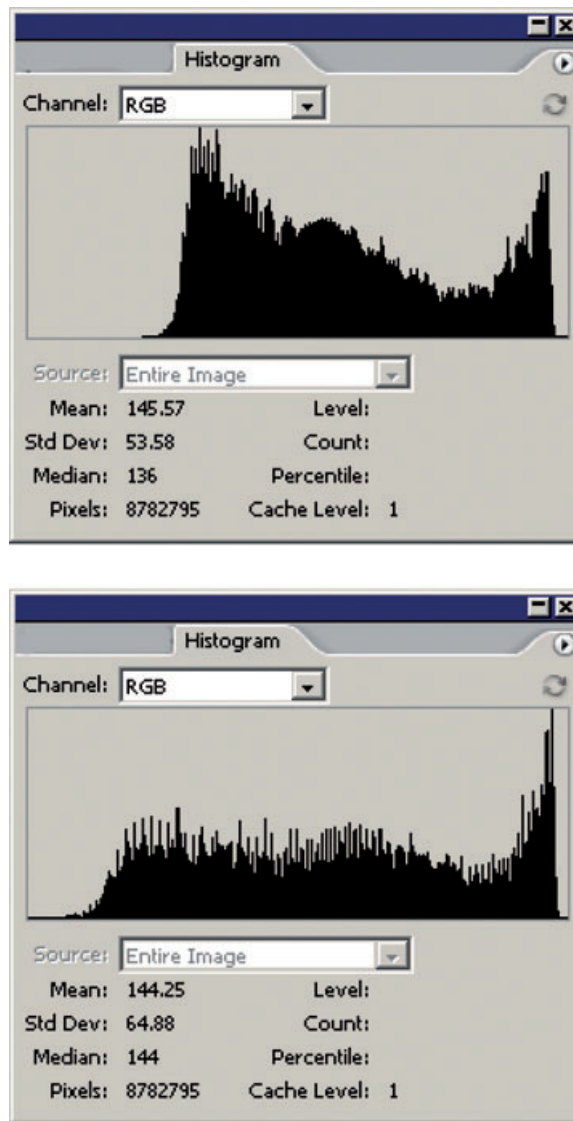 Histogram
Channel: RGB
Source: Entire Image
Mean: 145.57 Level:
Std Dev: 53.58 Count:
Median: 136 Percentile:
Pixels: 8782795 Cache Level: 1
Histogram
Channel: RGB
Source: Entire Image
Mean: 144.25 Level:
Std Dev: 64.88 Count:
Median: 144 Percentile:
Pixels: 8782795 Cache Level: 1